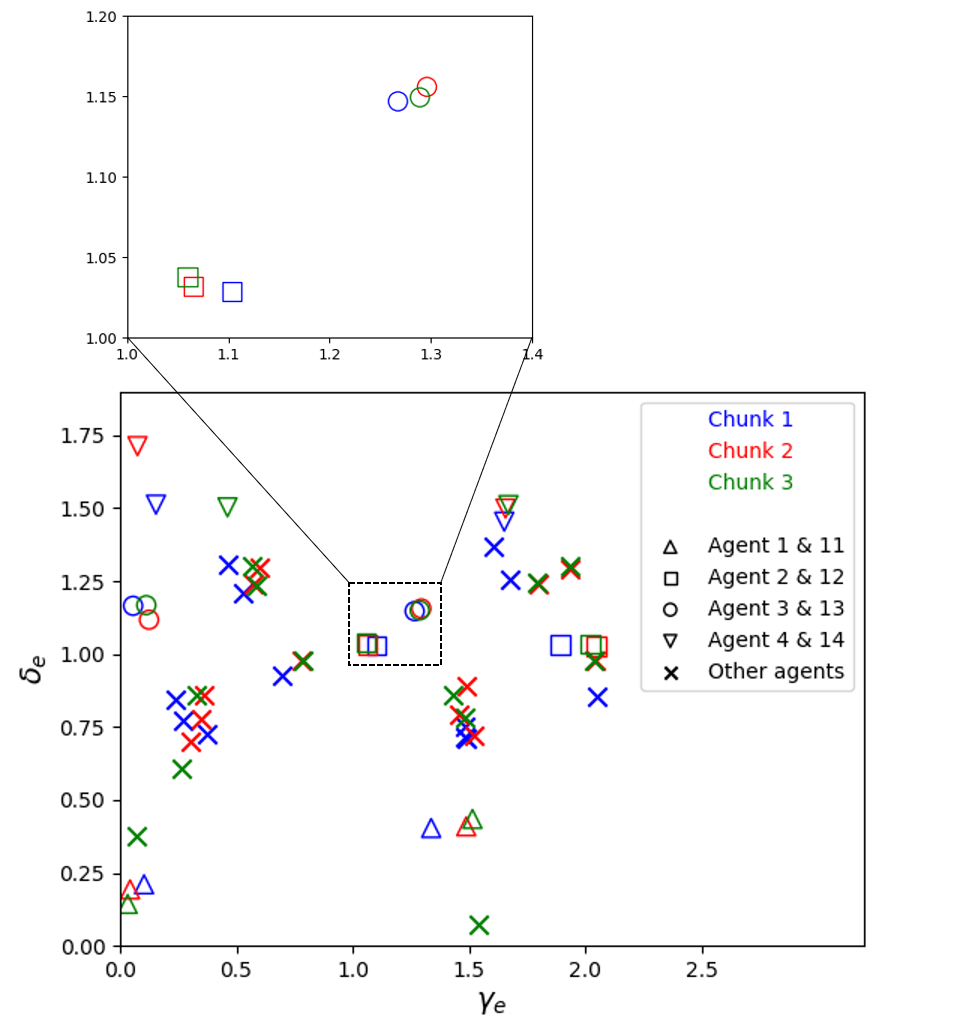 1.20
1.15
1.10
1.05
1.00
1.0 1.1 1.2 1.3 1.4
1.75
1.50
1.25
1.00
0.75
0.50
0.25
0.00
0.0 0.5 1.0 1.5 2.0 2.5
δe
γe
Chunk 1
Chunk 2
Chunk 3
Agent 1 & 11
Agent 2 & 12
Agent 3 & 13
Agent 4 & 14
Other agents